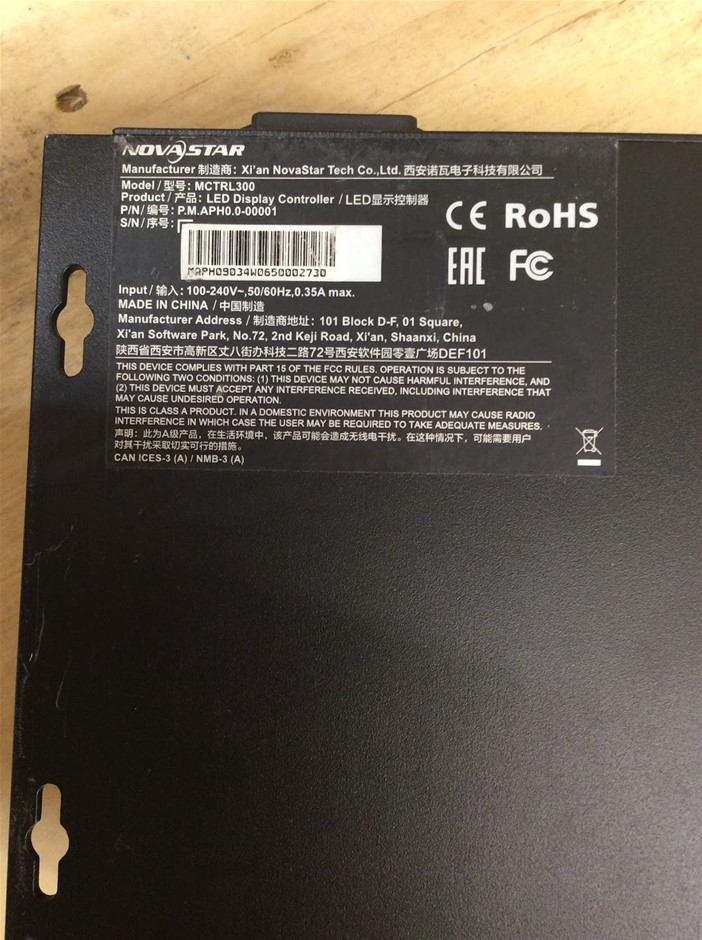 NOVASTAR
Manufacturer 制造商: Xi'an NovaStar Tech Co.,Ltd. 西安诺瓦电子科技有限公司
Model / 型号: MCTRL300
Product / 产品: LED Display Controller / LED显示控制器
P/N / 编号: P.M.APH0.0-00001
S/N / 序号:
MAPH09034W0650002730
CE RoHS
EAC FC
Input / 输入: 100-240V~,50/60Hz,0.35A max.
MADE IN CHINA / 中国制造
Manufacturer Address / 制造商地址: 101 Block D-F, 01 Square,
Xi'an Software Park, No.72, 2nd Keji Road, Xi'an, Shaanxi, China
陕西省西安市高新区丈八街办科技二路72号西安软件园零壹广场DEF101
THIS DEVICE COMPLIES WITH PART 15 OF THE FCC RULES. OPERATION IS SUBJECT TO THE
FOLLOWING TWO CONDITIONS: (1) THIS DEVICE MAY NOT CAUSE HARMFUL INTERFERENCE, AND
(2) THIS DEVICE MUST ACCEPT ANY INTERFERENCE RECEIVED, INCLUDING INTERFERENCE THAT
MAY CAUSE UNDESIRED OPERATION.
THIS IS CLASS A PRODUCT. IN A DOMESTIC ENVIRONMENT THIS PRODUCT MAY CAUSE RADIO
INTERFERENCE IN WHICH CASE THE USER MAY BE REQUIRED TO TAKE ADEQUATE MEASURES.
声明: 此为A级产品，在生活环境中，该产品可能会造成无线电干扰。在这种情况下，可能需要用户
对其干扰采取切实可行的措施。
CAN ICES-3 (A) / NMB-3 (A)